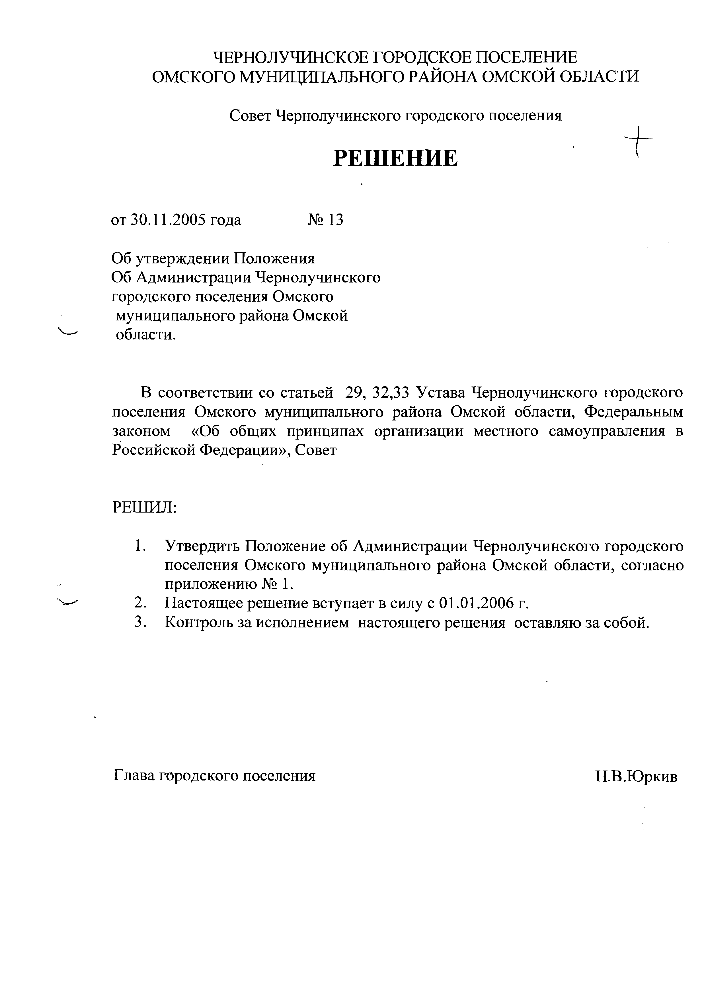 ЧЕРНОЛУЧИНСКОЕ ГОРОДСКОЕ ПОСЕЛЕНИЕ
ОМСКОГО МУНИЦИПАЛЬНОГО РАЙОНА ОМСКОЙ ОБЛАСТИ
Совет Чернолучинского городского поселения
РЕШЕНИЕ
от 30.11.2005 года № 13
Об утверждении Положения
Об Администрации Чернолучинского
городского поселения Омского
муниципального района Омской
области.
В соответствии со статьей 29, 32,33 Устава Чернолучинского городского
поселения Омского муниципального района Омской области, Федеральным
законом «Об общих принципах организации местного самоуправления в
Российской Федерации», Совет
РЕШИЛ:
1. Утвердить Положение об Администрации Чернолучинского городского
поселения Омского муниципального района Омской области, согласно
приложению № 1.
2. Настоящее решение вступает в силу с 01.01.2006 г.
3. Контроль за исполнением настоящего решения оставляю за собой.
Глава городского поселения Н.В.Юркив